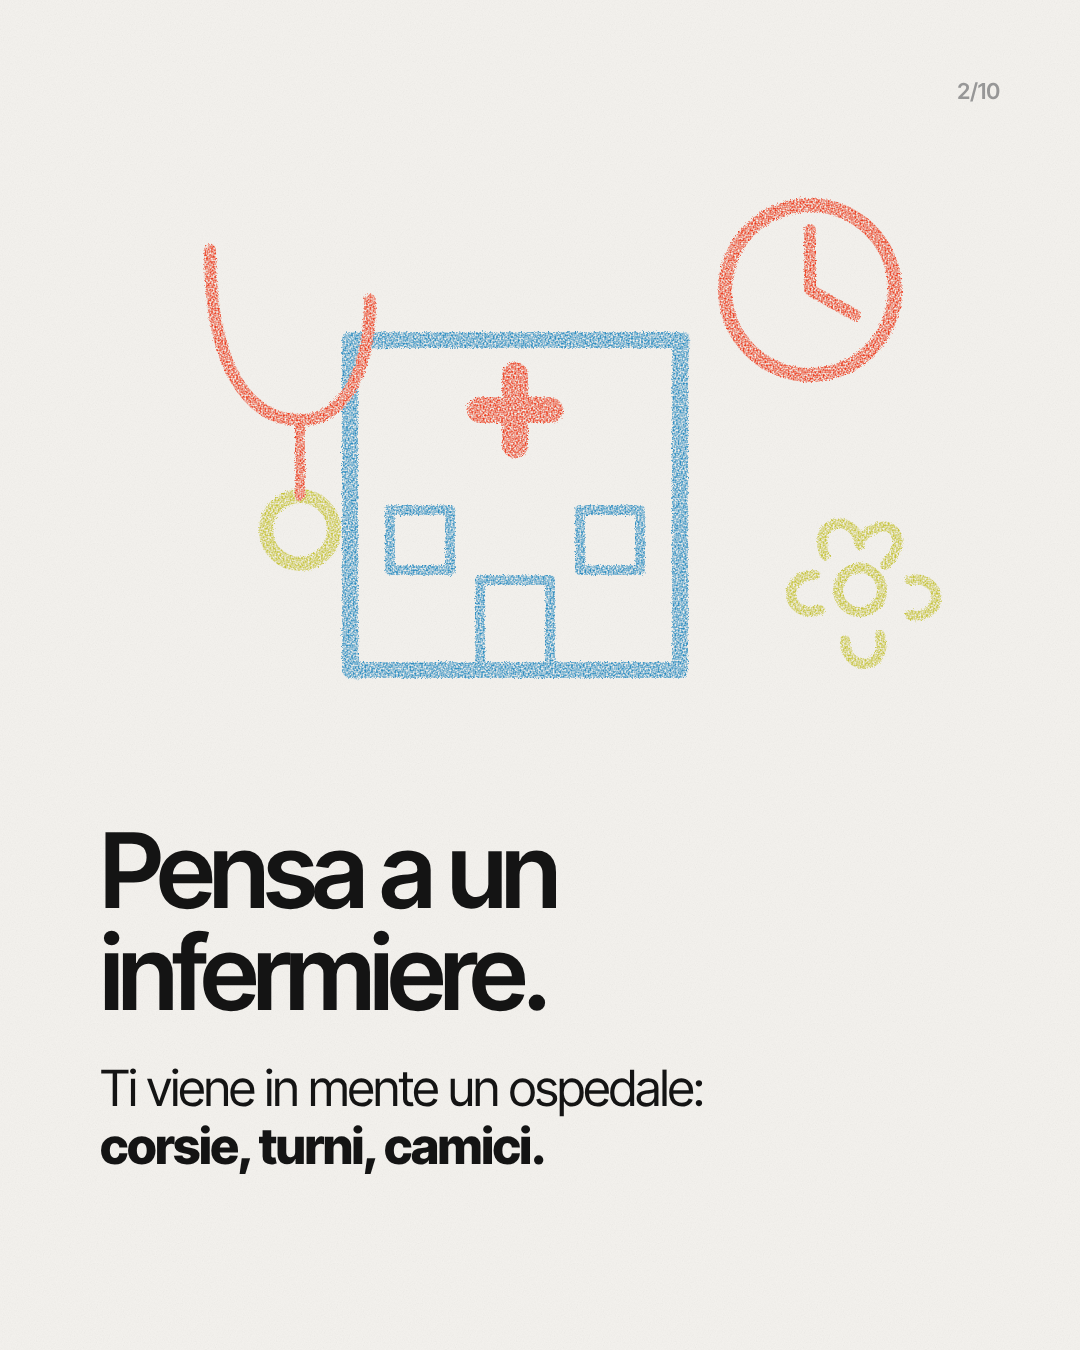 2/10
Pensa a un
infermiere.
Ti viene in mente un ospedale:
corsie, turni, camici.